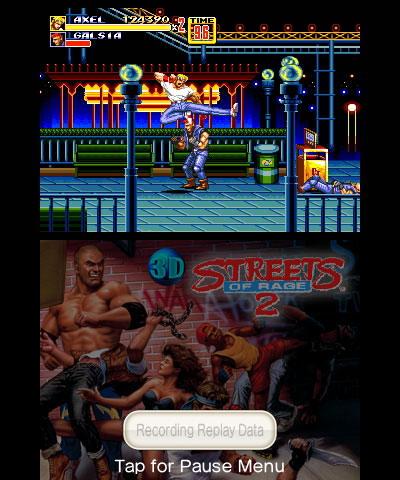 AXEL 124390 x2 TIME
GALSIA 86
3D STREETS
OF RAGE®
2
Recording Replay Data
Tap for Pause Menu